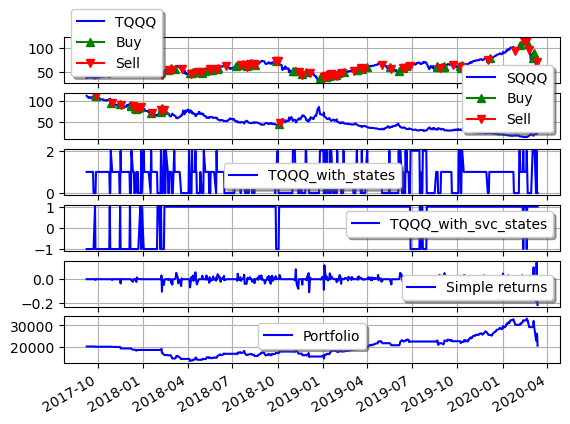 TQQQ
Buy
Sell
100
50
SQQQ
Buy
Sell
100
50
2
0
TQQQ_with_states
1
0
−1
TQQQ_with_svc_states
0.0
−0.2
Simple returns
30000
20000
Portfolio
2017-10 2018-01 2018-04 2018-07 2018-10 2019-01 2019-04 2019-07 2019-10 2020-01 2020-04